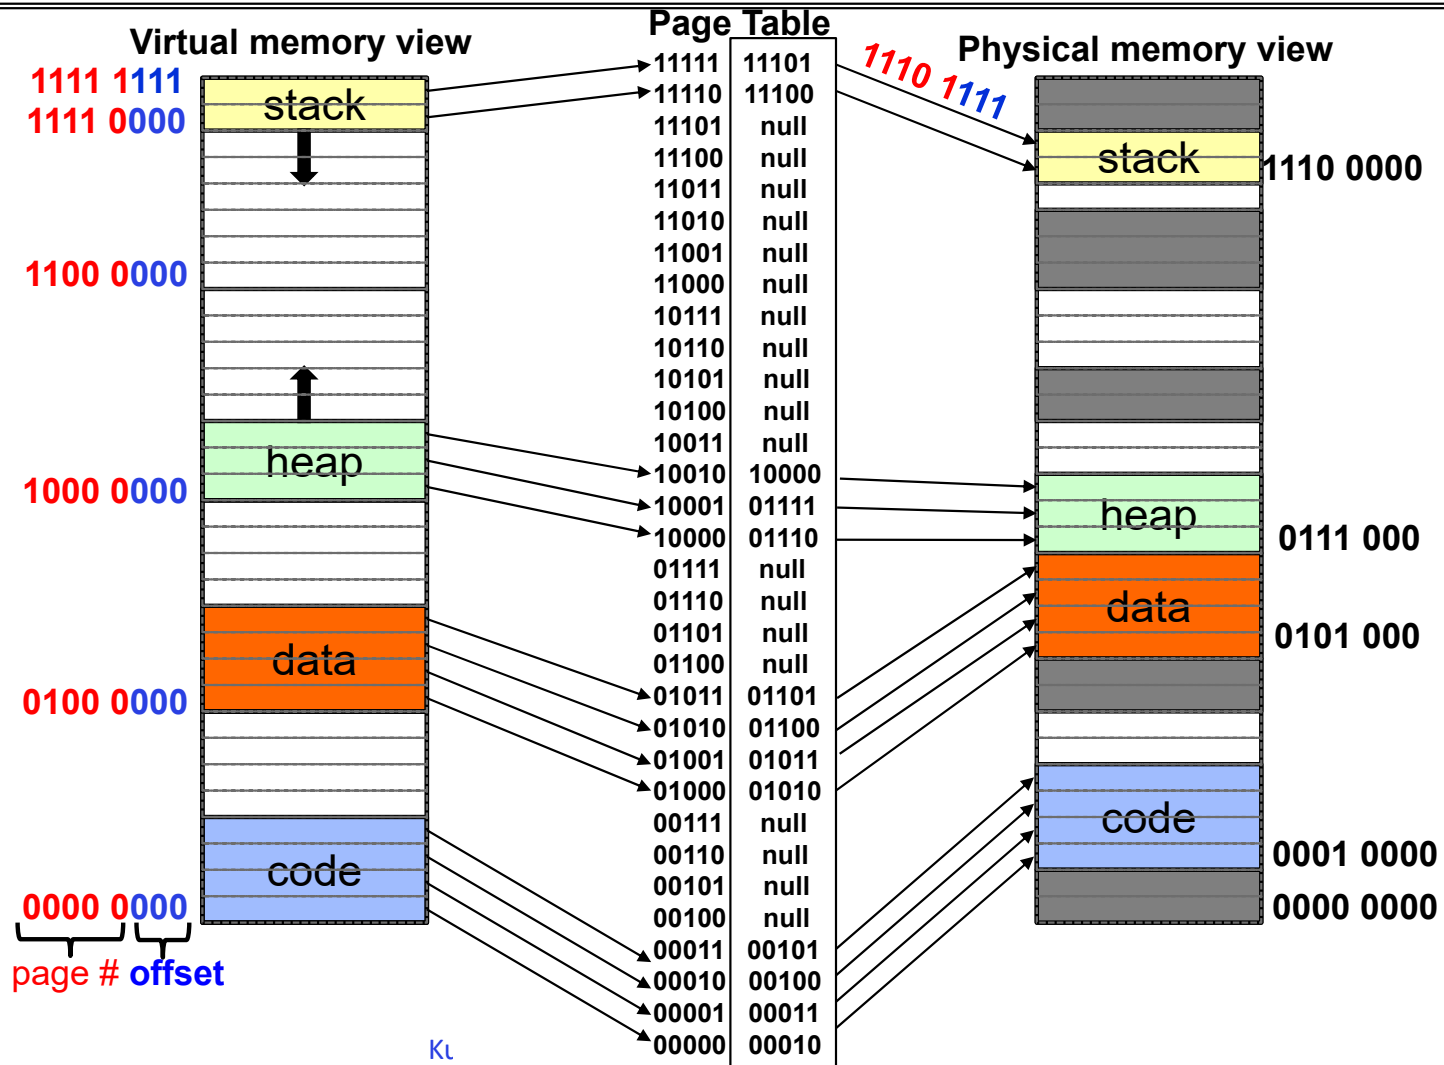 Page Table
Virtual memory view
Physical memory view
1111 1111
1111 0000
1100 0000
1000 0000
0100 0000
0000 0000
page # offset
stack
heap
data
code
11111 11101
11110 11100
11101 null
11100 null
11011 null
11010 null
11001 null
11000 null
10111 null
10110 null
10101 null
10100 null
10011 null
10010 10000
10001 01111
10000 01110
01111 null
01110 null
01101 null
01100 null
01011 01101
01010 01100
01001 01011
01000 01010
00111 null
00110 null
00101 null
00100 null
00011 00101
00010 00100
00001 00011
00000 00010
1110 1111
stack
1110 0000
heap
0111 000
data
0101 000
code
0001 0000
0000 0000
Κι